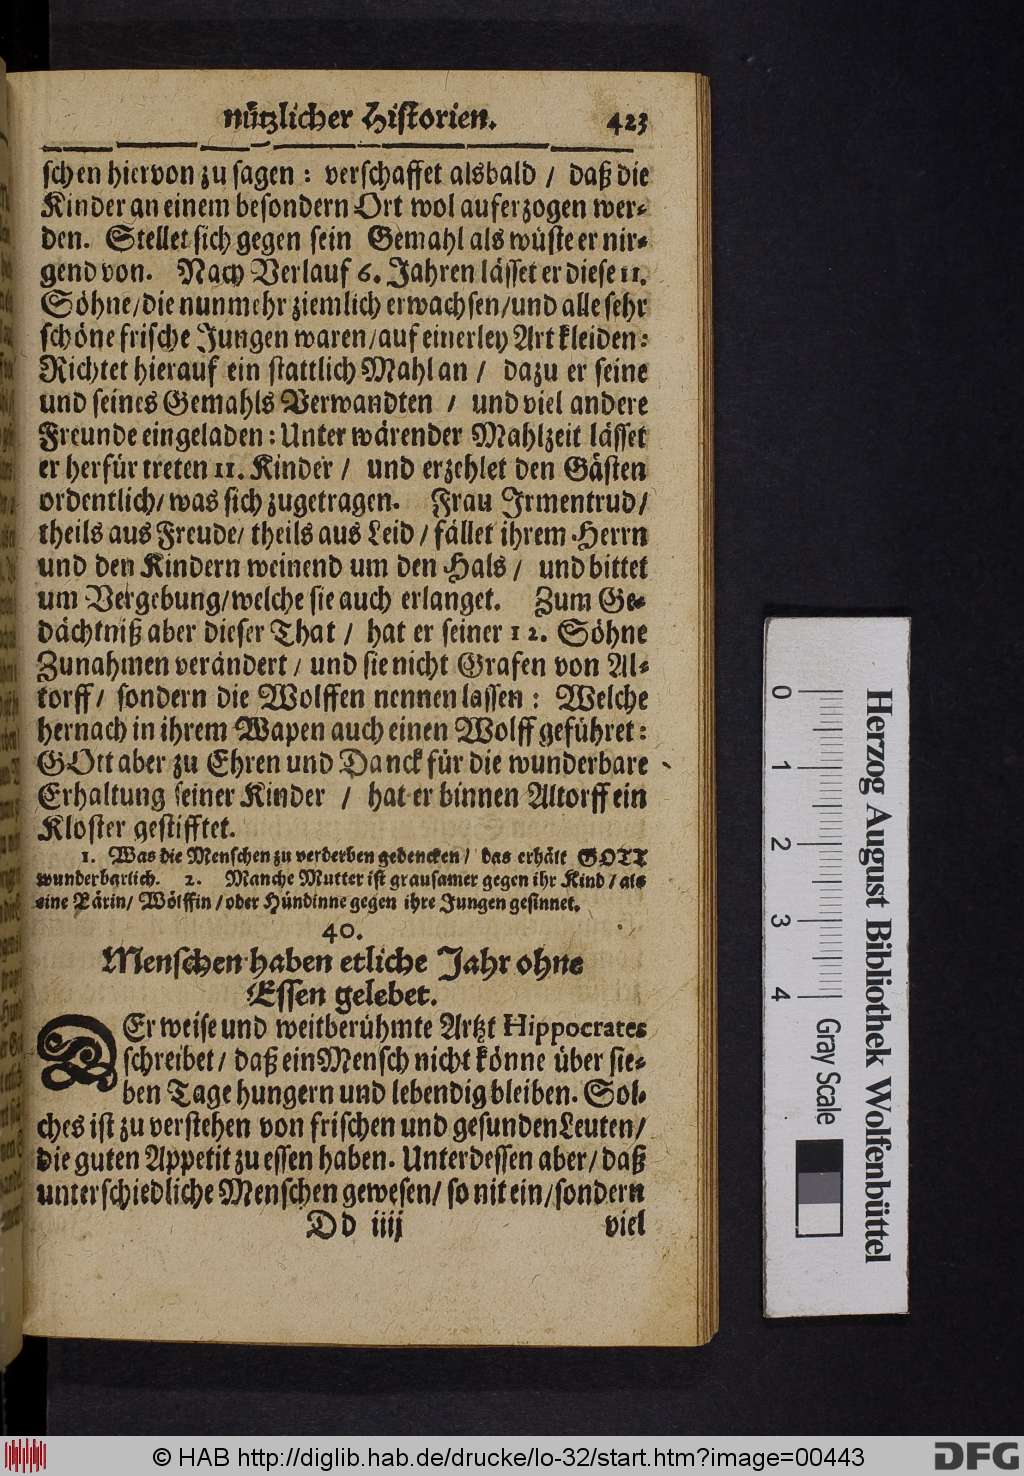 nützlicher Historien. 423
schen hiervon zu sagen : verschaffet alsbald / daß die
Kinder an einem besondern Ort wol auferzogen wer-
den. Stellet sich gegen sein Gemahl als wüste er nir-
gend von. Nach Verlauf 6. Jahren lässet er diese 11.
Söhne/die nunmehr ziemlich erwachsen/und alle sehr
schöne frische Jungen waren/auf einerley Art kleiden:
Richtet hierauf ein stattlich Mahl an / dazu er seine
und seines Gemahls Verwandten / und viel andere
Freunde eingeladen: Unter wärender Mahlzeit lässet
er herfür treten 11. Kinder / und erzehlet den Gästen
ordentlich/ was sich zugetragen. Frau Irmentrud/
theils aus Freude/ theils aus Leid / fället ihrem Herrn
und den Kindern weinend um den Hals / und bittet
um Vergebung/welche sie auch erlanget. Zum Ge-
dächtniß aber dieser That / hat er seiner 12. Söhne
Zunahmen verändert / und sie nicht Grafen von Al-
torff/ sondern die Wolffen nennen lassen : Welche
hernach in ihrem Wapen auch einen Wolff geführet:
GOtt aber zu Ehren und Danck für die wunderbare
Erhaltung seiner Kinder / hat er binnen Altorff ein
Kloster gestifftet.
1. Was die Menschen zu verderben gedencken / das erhält GOTT
wunderbarlich. 2. Manche Mutter ist grausamer gegen ihr Kind / als
eine Bärin/ Wölffin /oder Hündinne gegen ihre Jungen gesinnet.
40.
Menschen haben etliche Jahr ohne
Essen gelebet.
DEr weise und weitberühmte Artzt Hippocrates
schreibet / daß ein Mensch nicht könne über sie-
ben Tage hungern und lebendig bleiben. Sol-
ches ist zu verstehen von frischen und gesunden Leuten/
die guten Appetit zu essen haben. Unterdessen aber/ daß
unterschiedliche Menschen gewesen/ so nit ein/sondern
Dd iiij viel
0 1 2 3 4
Gray Scale
Herzog August Bibliothek Wolfenbüttel
© HAB http://diglib.hab.de/drucke/lo-32/start.htm?image=00443
DFG